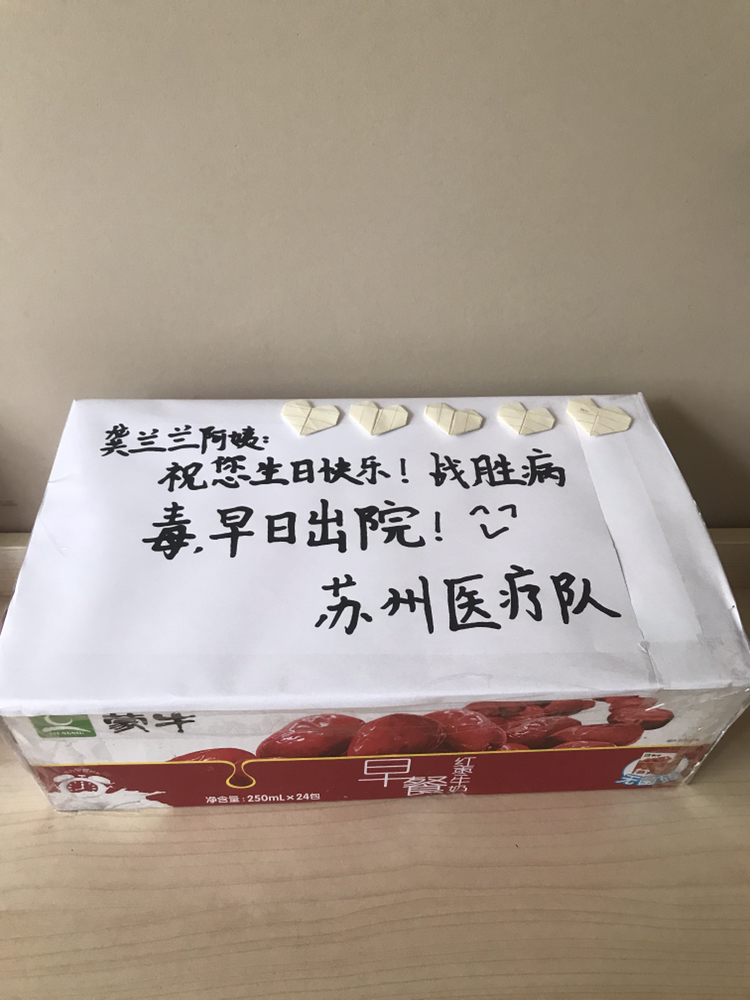 龚兰兰阿姨:
祝您生日快乐!战胜病
毒,早日出院!
苏州医疗队
蒙牛
早餐
红枣牛奶
净含量:250mL×24包